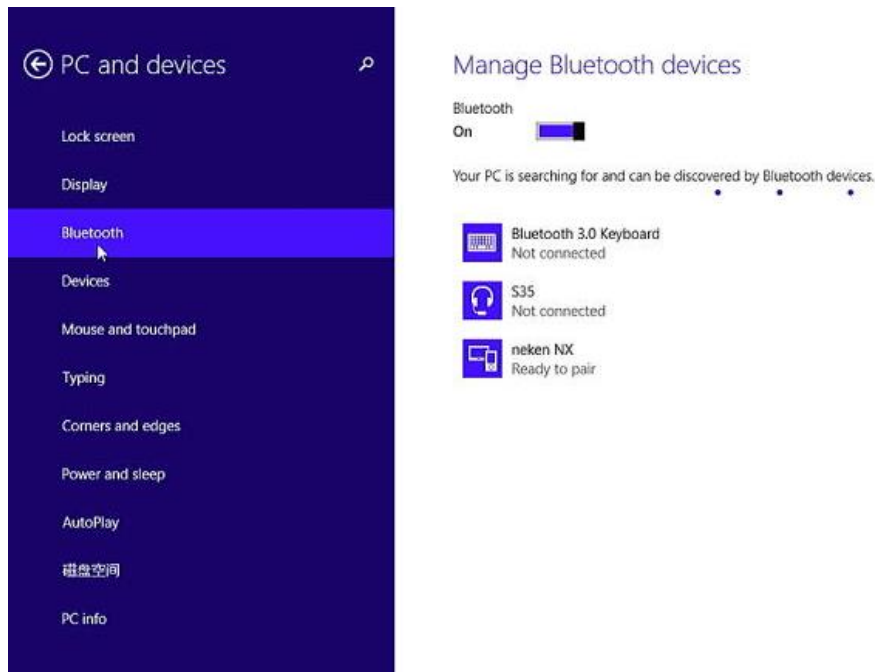 PC and devices
Lock screen
Display
Bluetooth
Devices
Mouse and touchpad
Typing
Corners and edges
Power and sleep
AutoPlay
磁盘空间
PC info
Manage Bluetooth devices
Bluetooth
On
Your PC is searching for and can be discovered by Bluetooth devices.
Bluetooth 3.0 Keyboard
Not connected
S35
Not connected
neken NX
Ready to pair